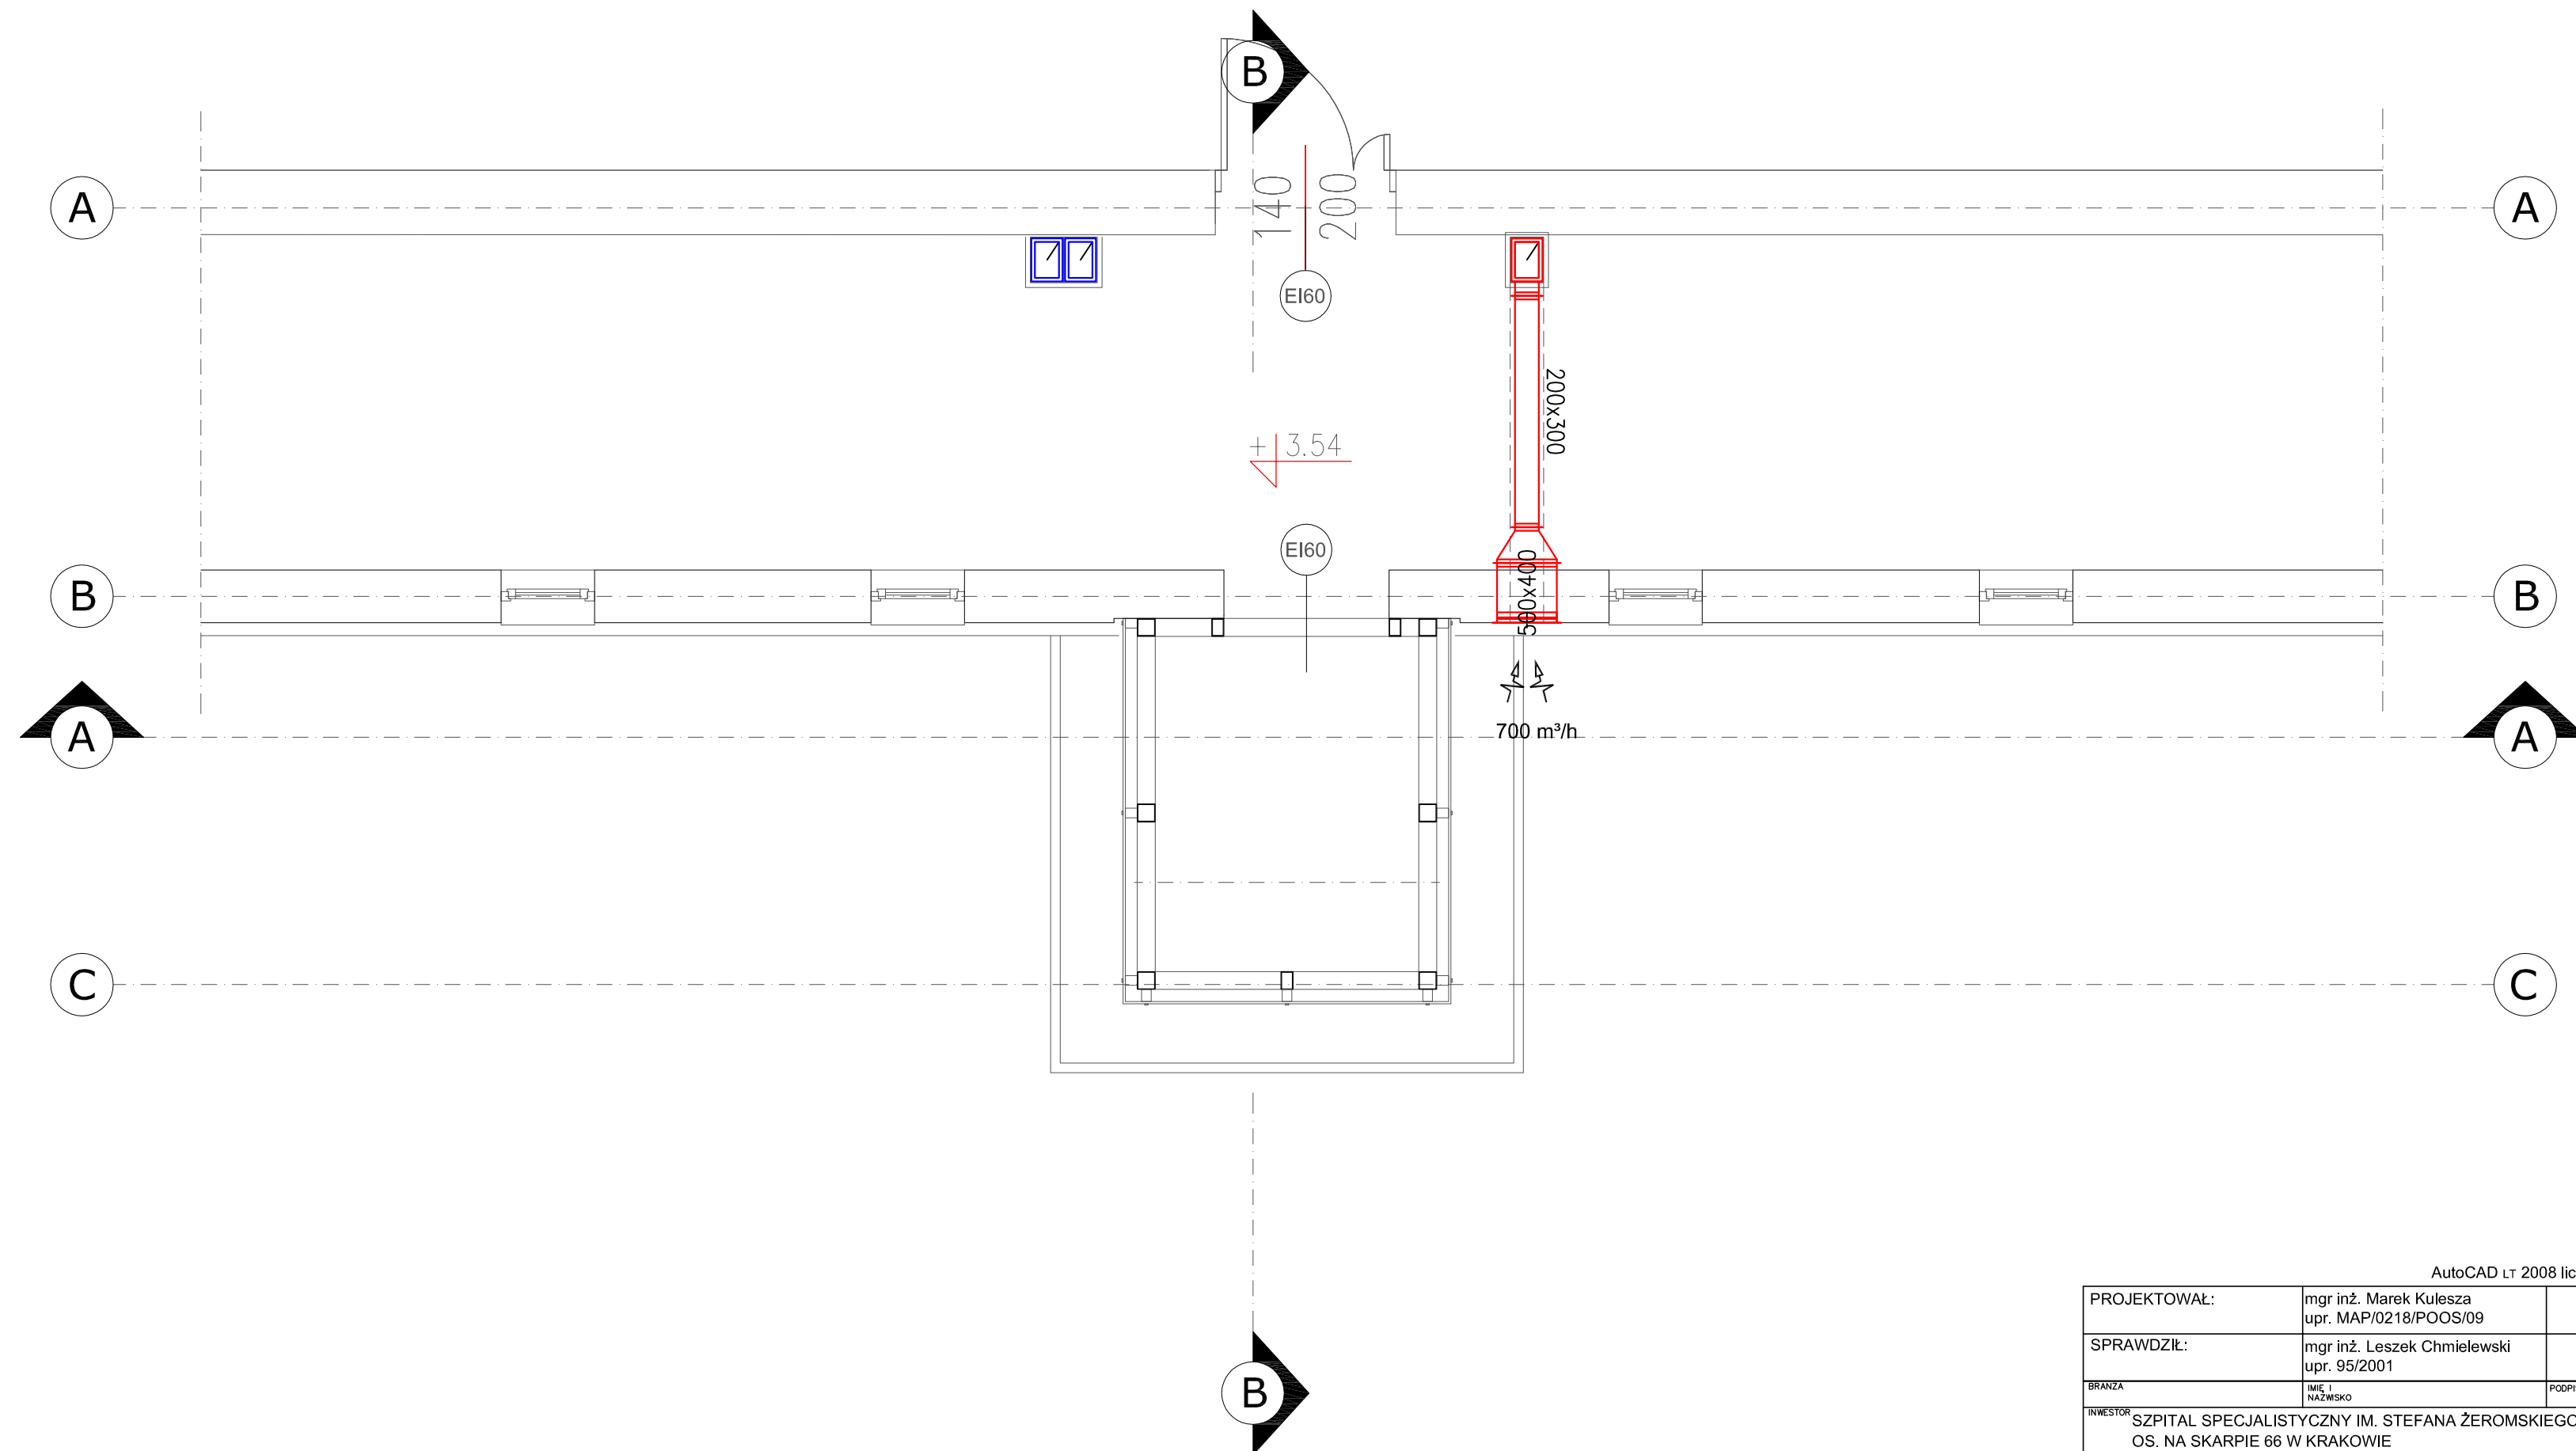 B
A
140
200
A
EI60
200x300
+ 3.54
EI60
500x400
B
B
A
700 m³/h
A
C
C
B
AutoCAD LT 2008 lic
PROJEKTOWAŁ:
mgr inż. Marek Kulesza
upr. MAP/0218/POOS/09
SPRAWDZIŁ:
mgr inż. Leszek Chmielewski
upr. 95/2001
BRANŻA
IMIĘ I
NAZWISKO
INWESTOR
SZPITAL SPECJALISTYCZNY IM. STEFANA ŻEROMSKIEGO
OS. NA SKARPIE 66 W KRAKOWIE